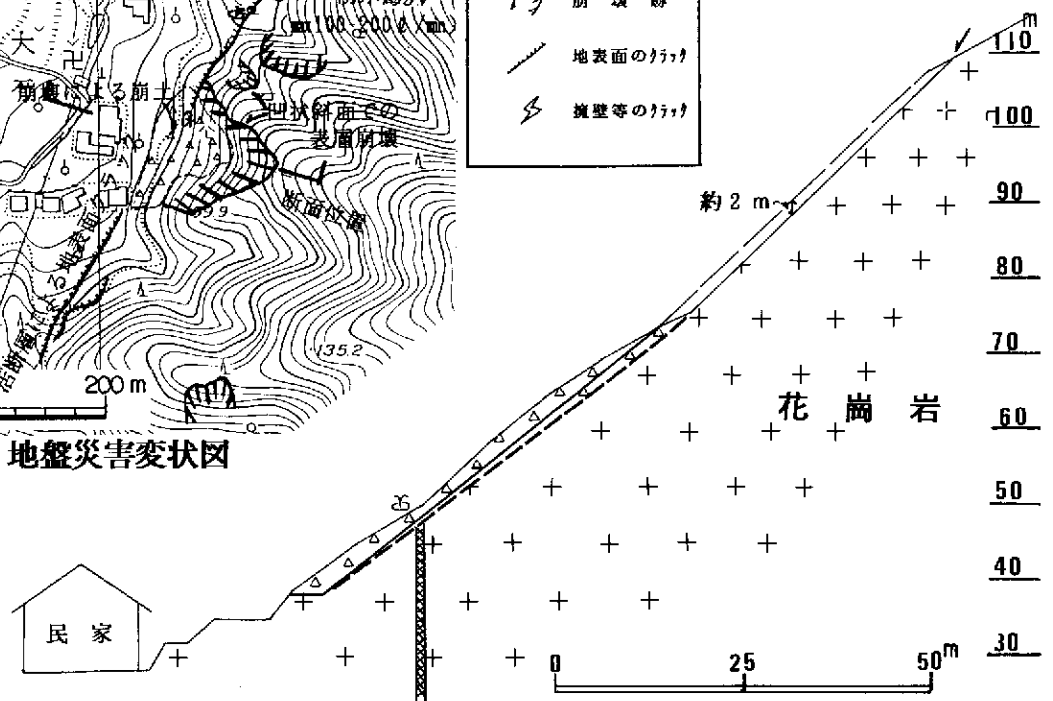 (max100-200ℓ/min)
大
崩壊による崩土
凹状斜面での
表層崩壊
断面位置
135.2
200 m
地盤災害変状図
崩壊跡
地表面のクラック
擁壁等のクラック
約2m
花崗岩
民家
m
110
100
90
80
70
60
50
40
30
0 25 50m